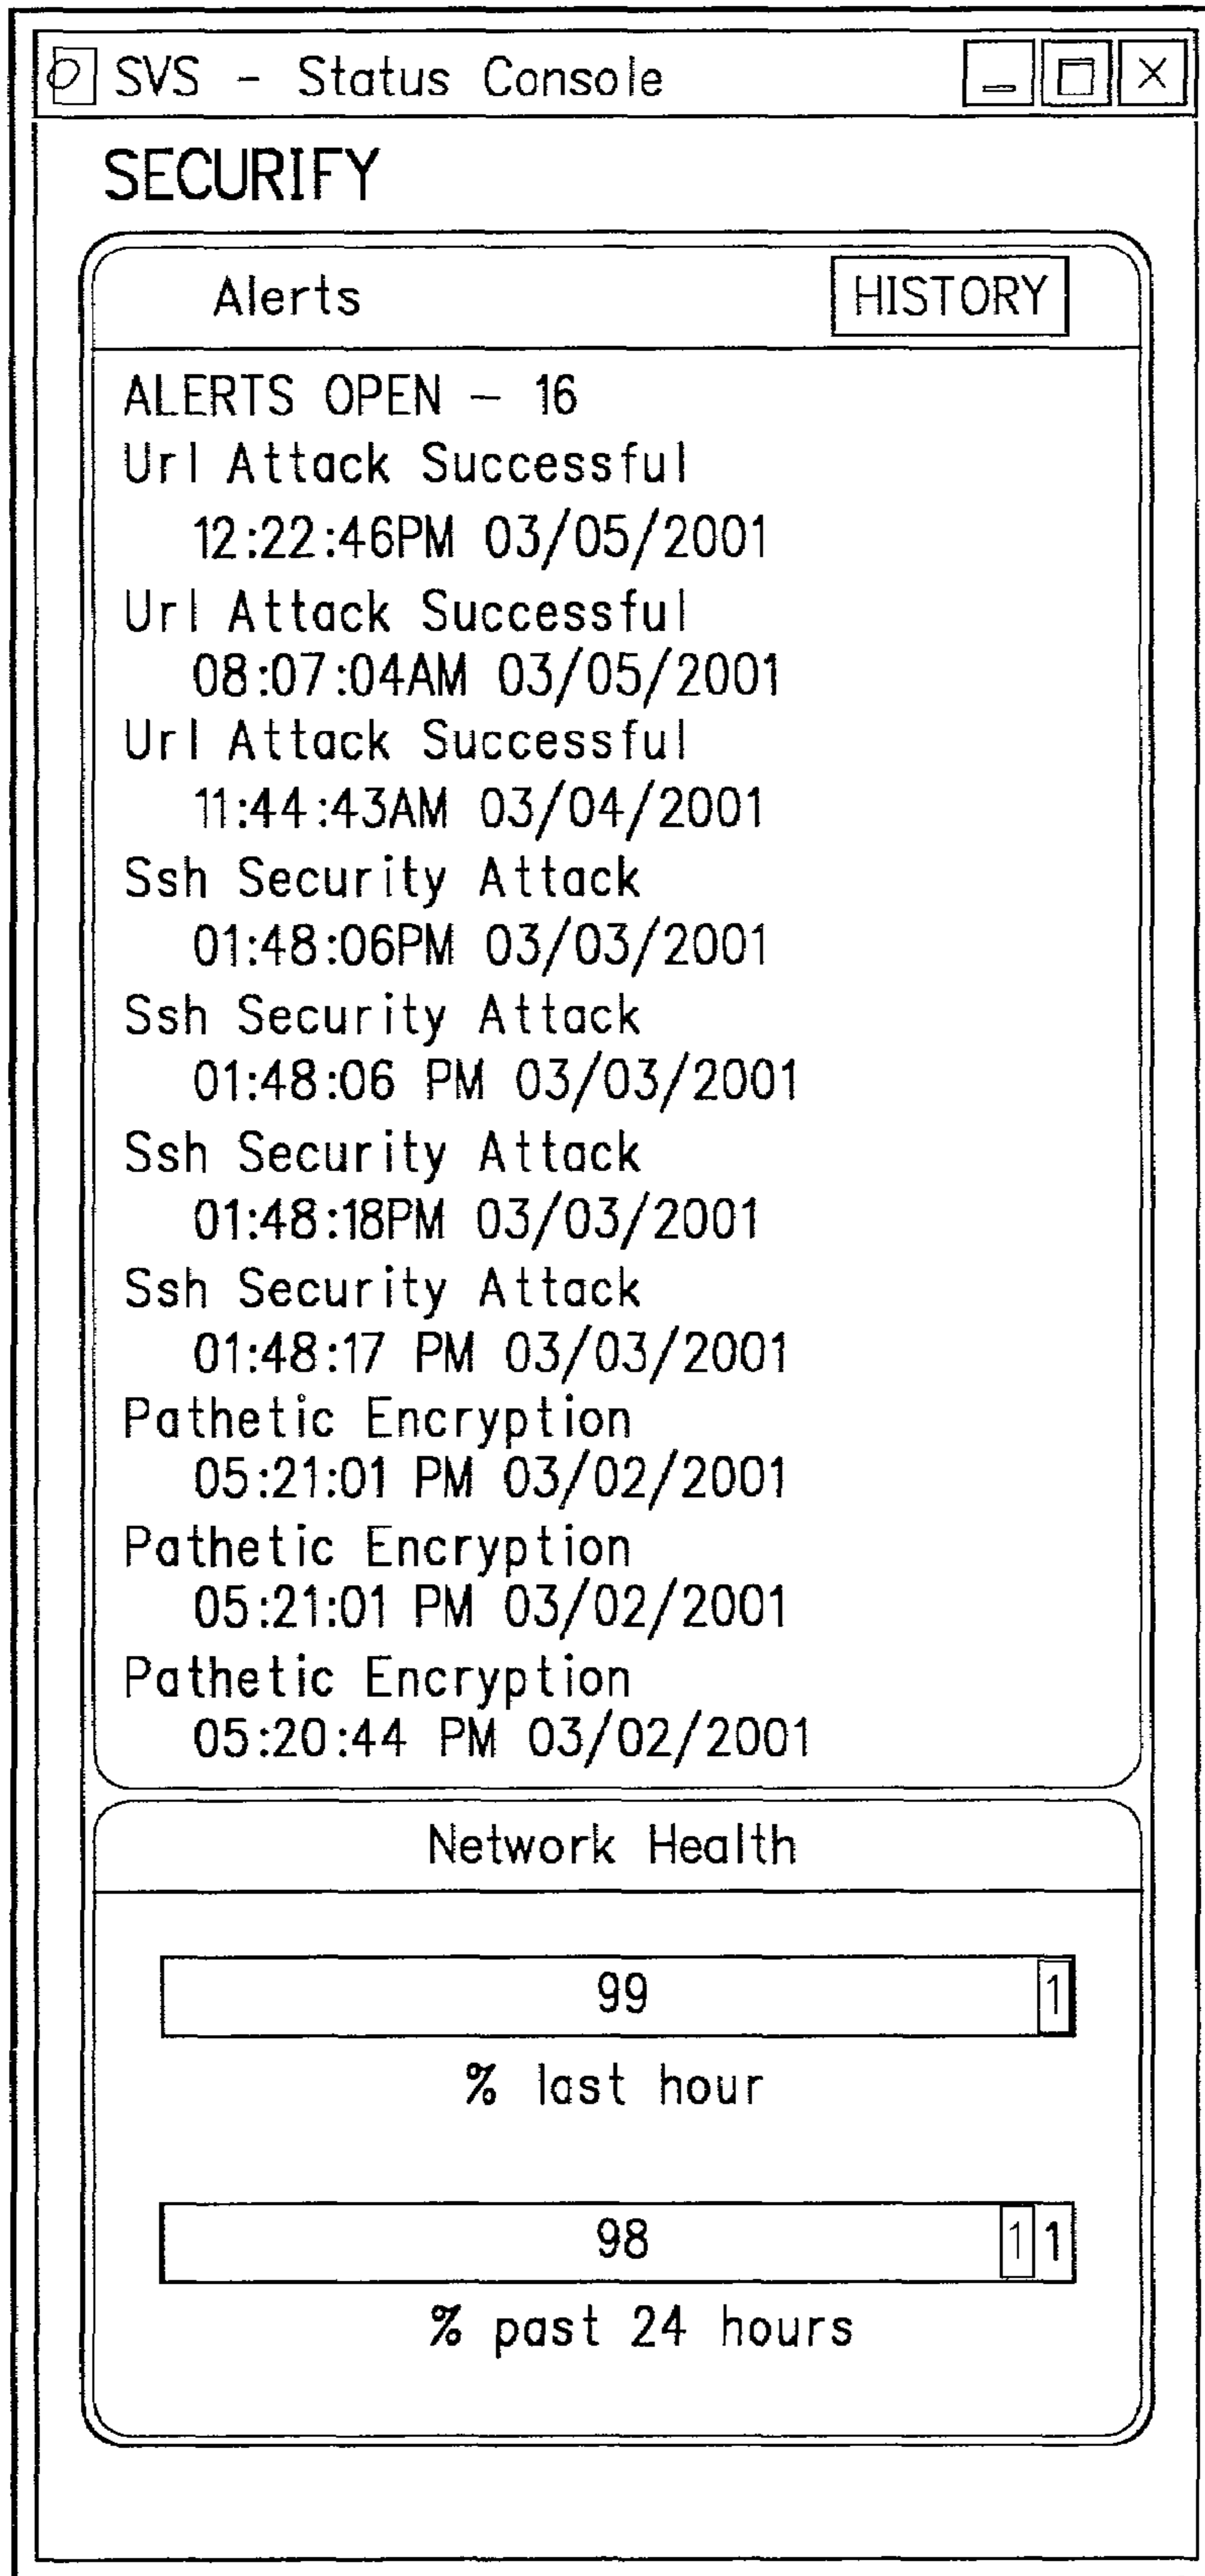 SVS - Status Console
SECURIFY
Alerts HISTORY
ALERTS OPEN - 16
Url Attack Successful
12:22:46PM 03/05/2001
Url Attack Successful
08:07:04AM 03/05/2001
Url Attack Successful
11:44:43AM 03/04/2001
Ssh Security Attack
01:48:06PM 03/03/2001
Ssh Security Attack
01:48:06 PM 03/03/2001
Ssh Security Attack
01:48:18PM 03/03/2001
Ssh Security Attack
01:48:17 PM 03/03/2001
Pathetic Encryption
05:21:01 PM 03/02/2001
Pathetic Encryption
05:21:01 PM 03/02/2001
Pathetic Encryption
05:20:44 PM 03/02/2001
Network Health
99 1
% last hour
98 1 1
% past 24 hours